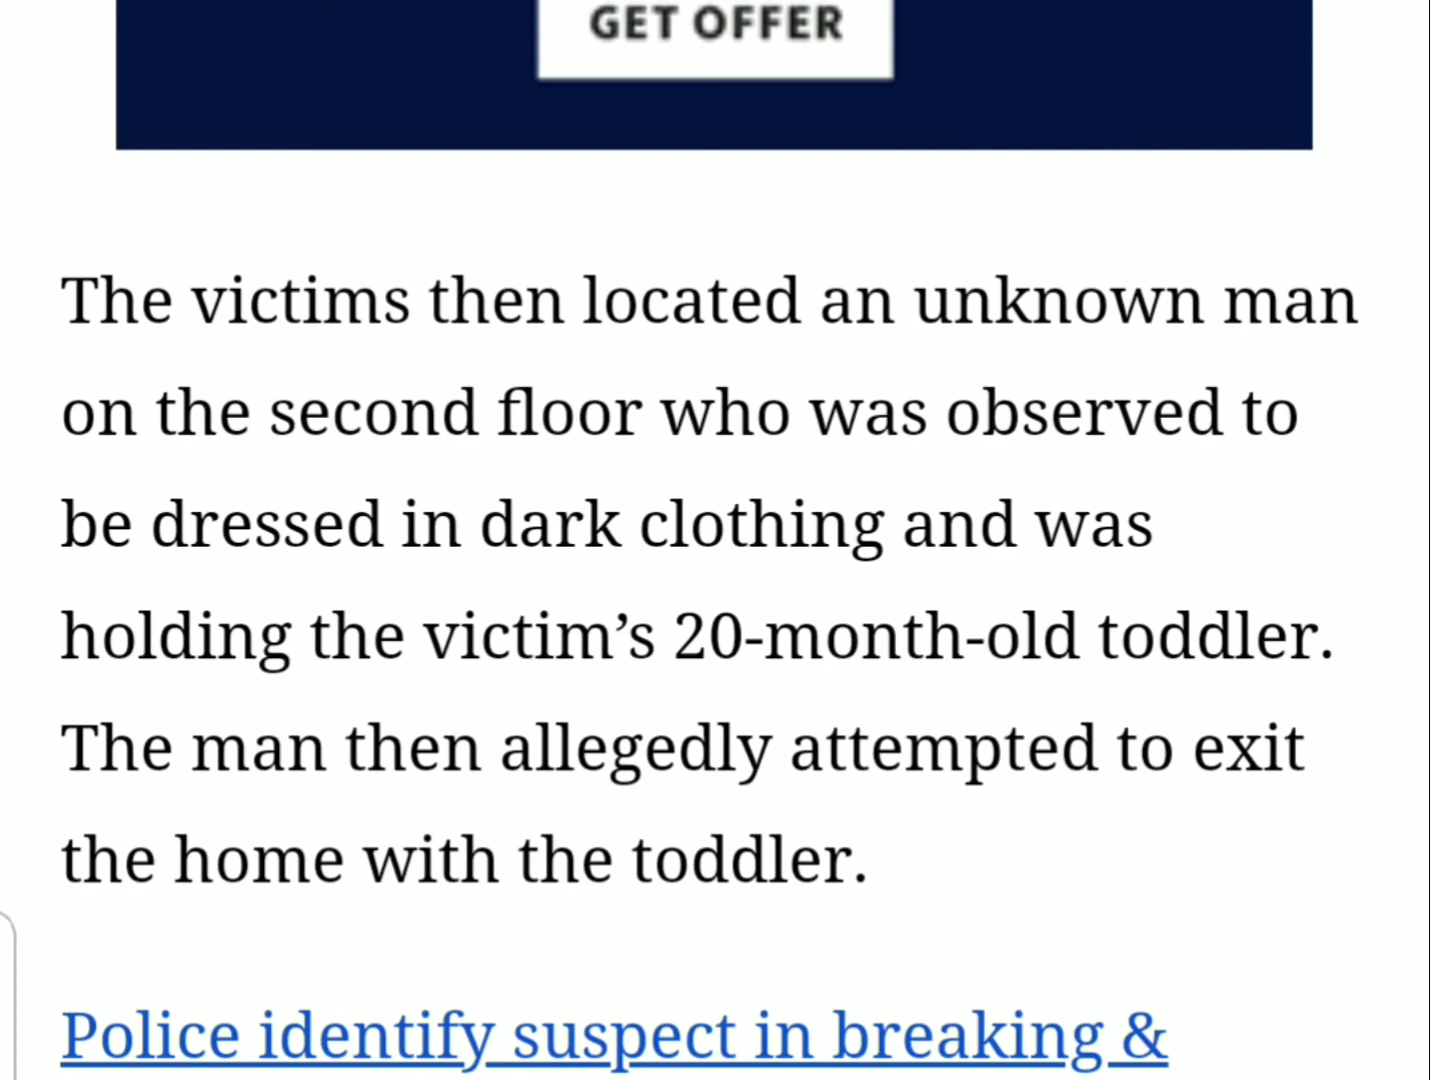 GET OFFER
The victims then located an unknown man
on the second floor who was observed to
be dressed in dark clothing and was
holding the victim’s 20-month-old toddler.
The man then allegedly attempted to exit
the home with the toddler.
Police identify suspect in breaking &